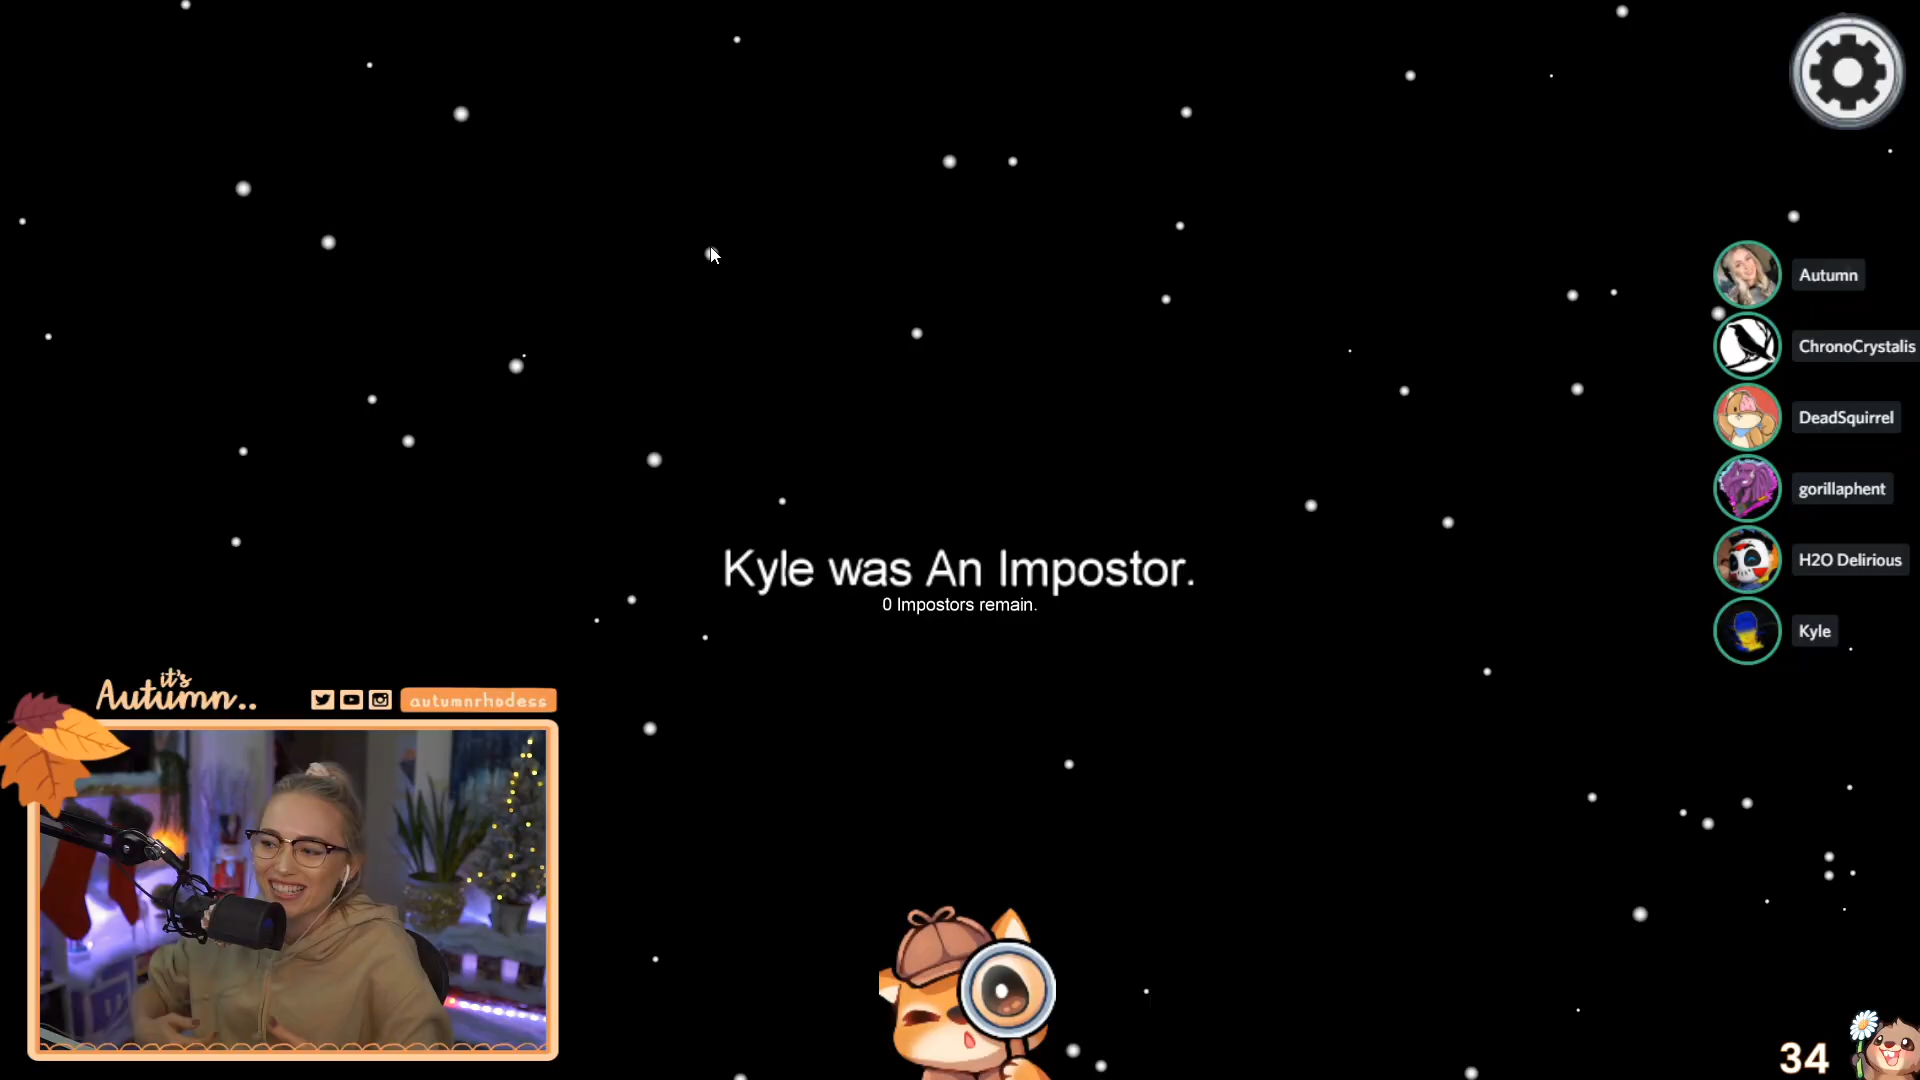 Autumn
ChronoCrystalis
DeadSquirrel
gorillaphent
H2O Delirious
Kyle
Kyle was An Impostor.
0 Impostors remain.
it's
Autumn..
autumnrhodess
34